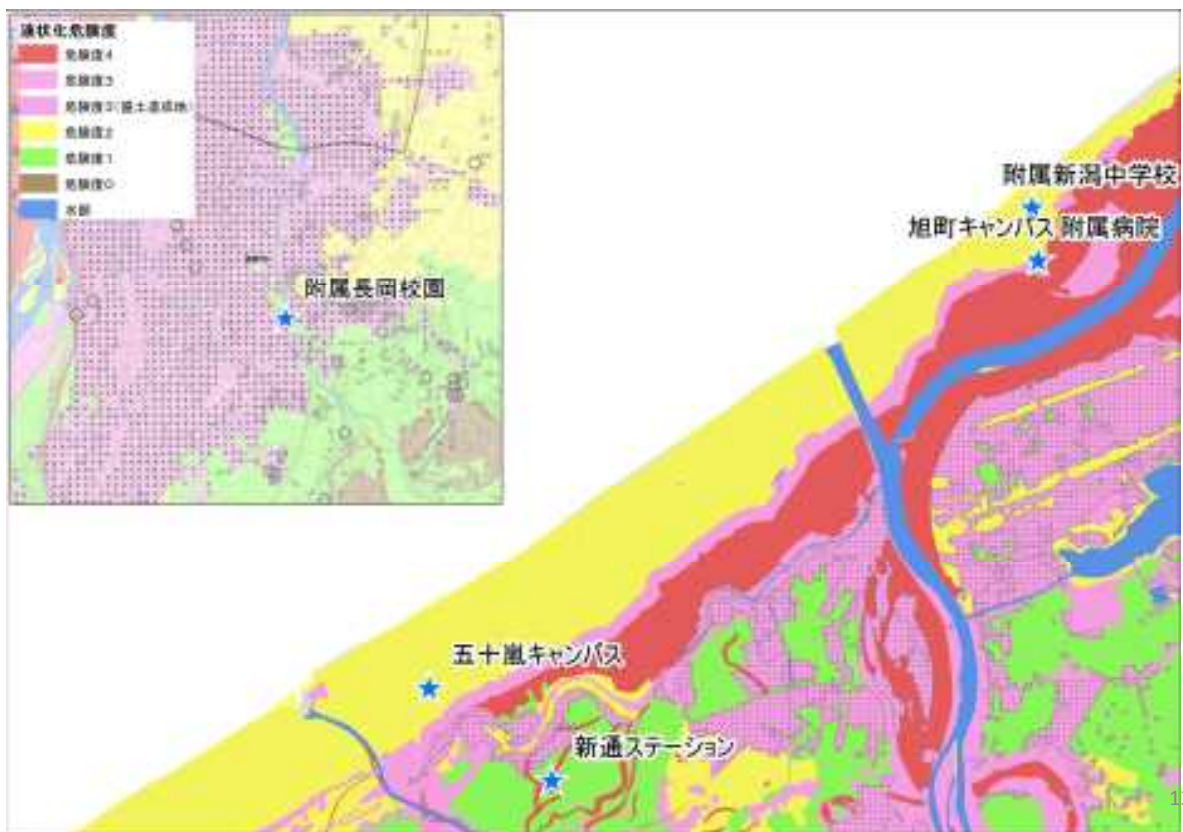 液状化危険度
危険度4
危険度3
危険度3(盛土造成地)
危険度2
危険度1
危険度0
水部
附属長岡校園
附属新潟中学校
旭町キャンパス 附属病院
五十嵐キャンパス
新通ステーション